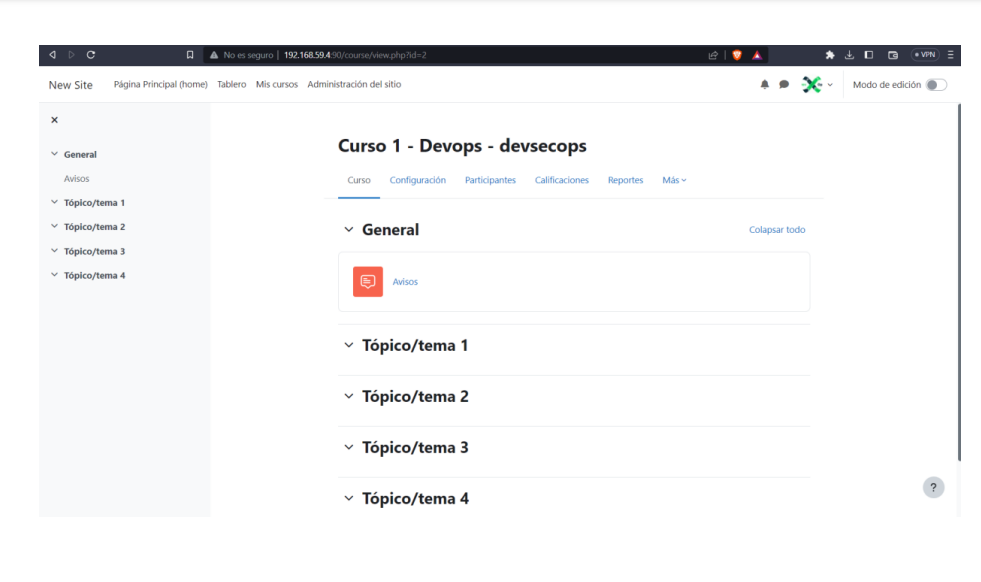 No es seguro | 192.168.59.4:90/course/view.php?id=2
VPN
New Site Página Principal (home) Tablero Mis cursos Administración del sitio Modo de edición
General
Avisos
Tópico/tema 1
Tópico/tema 2
Tópico/tema 3
Tópico/tema 4
Curso 1 - Devops - devsecops
Curso Configuración Participantes Calificaciones Reportes Más
General Colapsar todo
Avisos
Tópico/tema 1
Tópico/tema 2
Tópico/tema 3
Tópico/tema 4
?